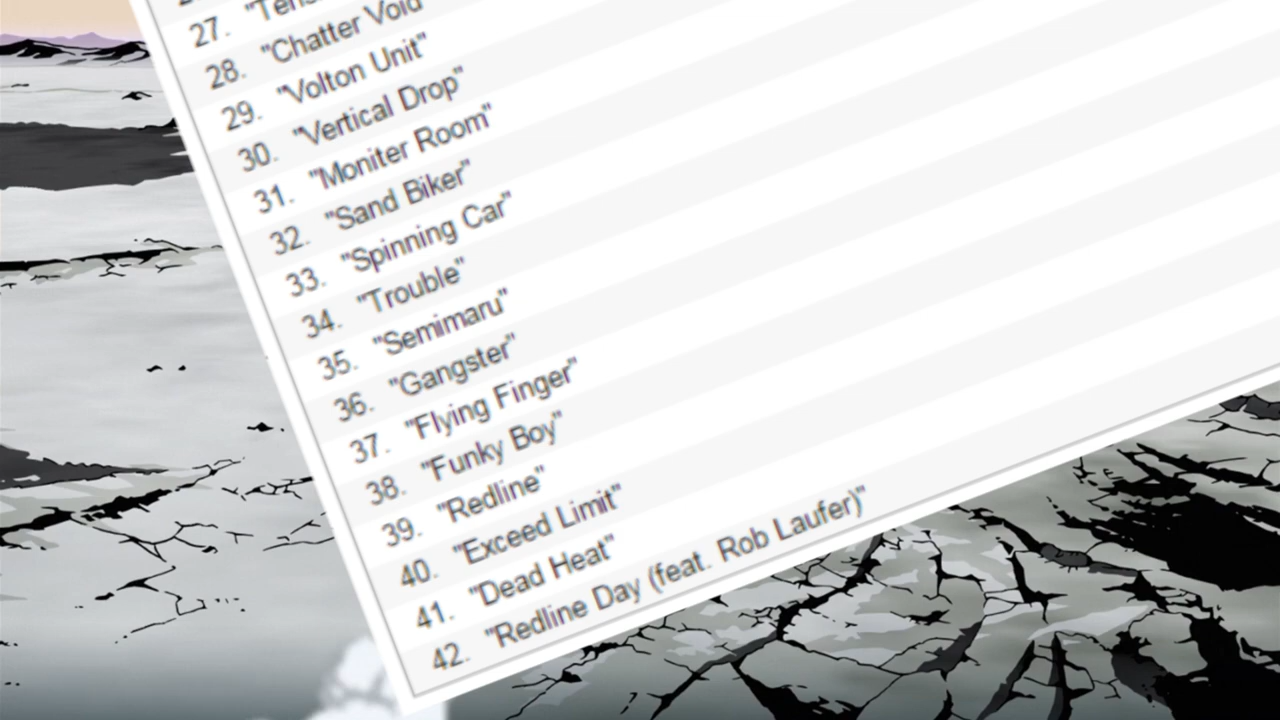 27.
28. "Chatter Void"
29. "Volton Unit"
30. "Vertical Drop"
31. "Moniter Room"
32. "Sand Biker"
33. "Spinning Car"
34. "Trouble"
35. "Semimaru"
36. "Gangster"
37. "Flying Finger"
38. "Funky Boy"
39. "Redline"
40. "Exceed Limit"
41. "Dead Heat"
42. "Redline Day (feat. Rob Laufer)"